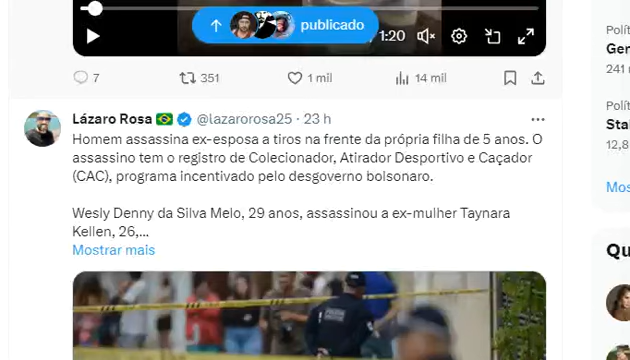 publicado
1:20
7
351
1 mil
14 mil
Lázaro Rosa @lazarorosa25 · 23 h
Homem assassina ex-esposa a tiros na frente da própria filha de 5 anos. O
assassino tem o registro de Colecionador, Atirador Desportivo e Caçador
(CAC), programa incentivado pelo desgoverno bolsonaro.
Wesly Denny da Silva Melo, 29 anos, assassinou a ex-mulher Taynara
Kellen, 26,...
Mostrar mais
Políti
Gen
241 r
Políti
Stal
12,8
Mos
Qu